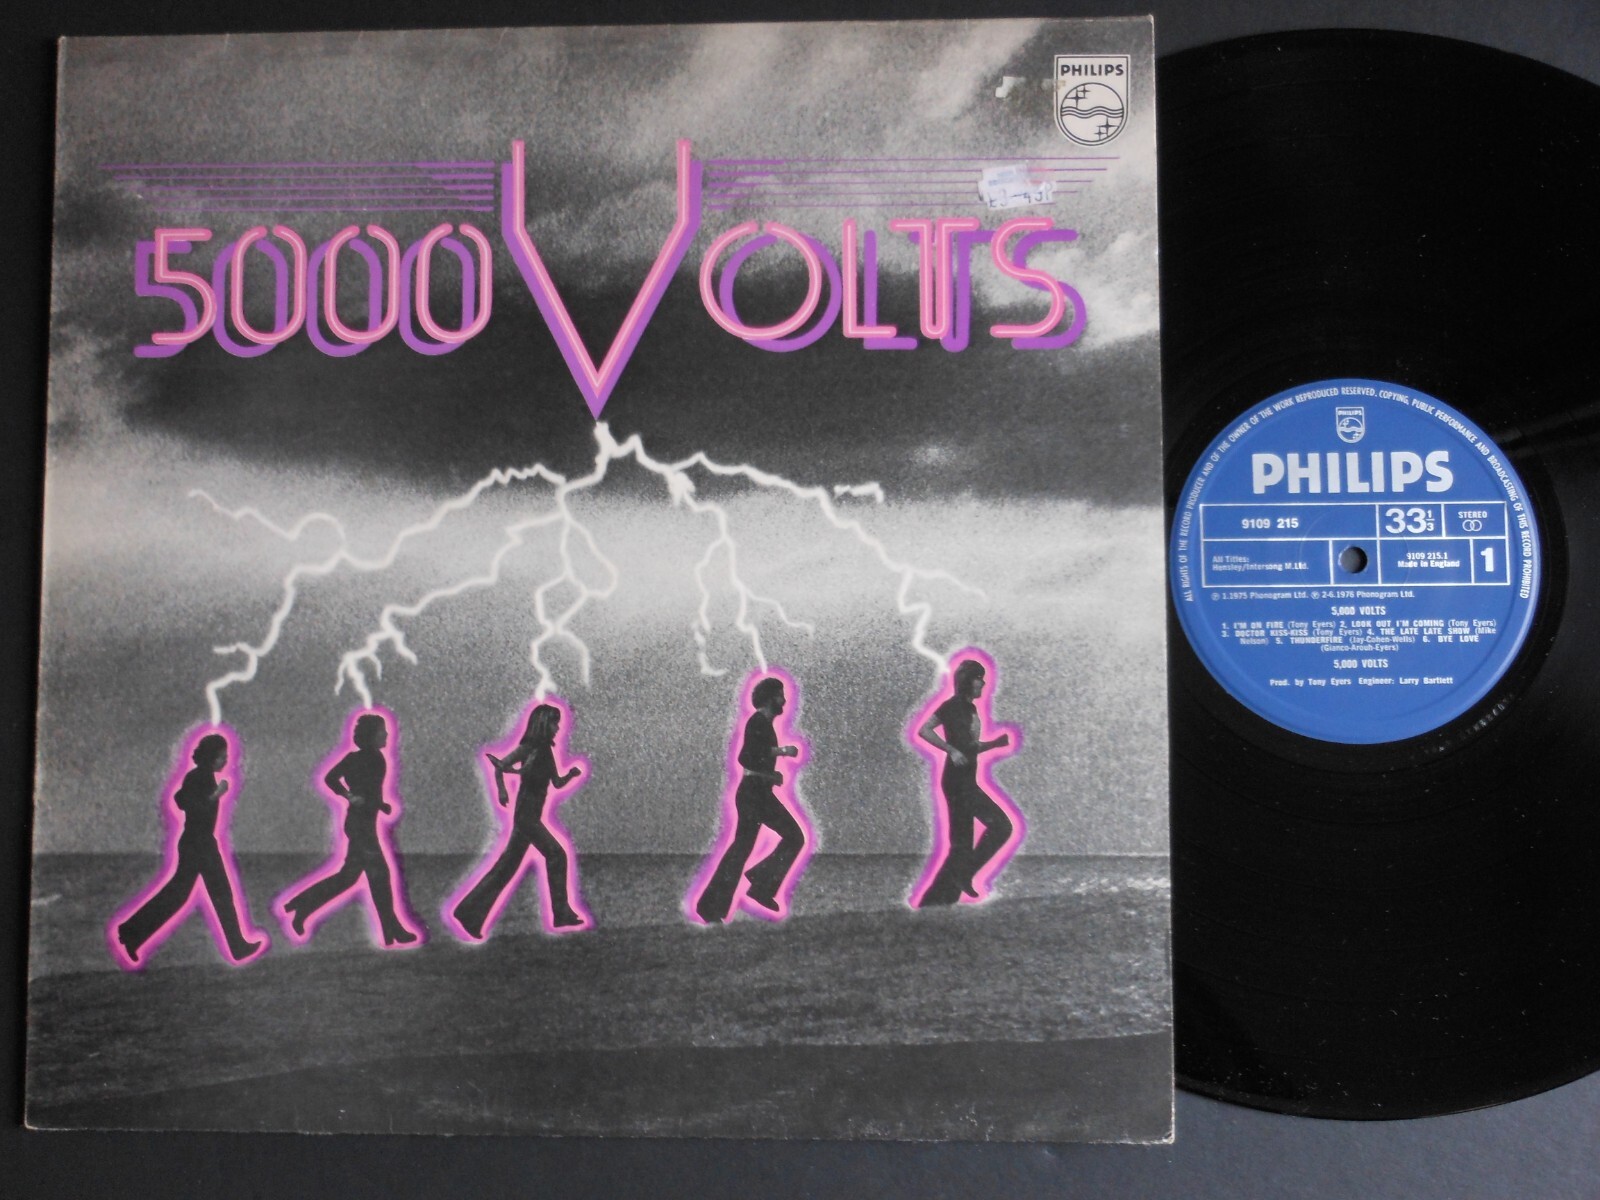 PHILIPS
5000 VOLTS
ALL RIGHTS OF THE RECORD PRODUCER AND OF THE OWNER OF THE WORK REPRODUCED RESERVED. COPYING, PUBLIC PERFORMANCE AND BROADCASTING OF THIS RECORD PROHIBITED
PHILIPS
PHILIPS
9109 215
33⅓
STEREO
All Titles:
Hensley/Intersong M.Ltd.
9109 215.1
Made in England
1
℗ 1.1975 Phonogram Ltd. ℗ 2-6.1976 Phonogram Ltd.
5,000 VOLTS
1. I'M ON FIRE (Tony Eyers) 2. LOOK OUT I'M COMING (Tony Eyers)
3. DOCTOR KISS-KISS (Tony Eyers) 4. THE LATE LATE SHOW (Mike
Nelson) 5. THUNDERFIRE (Jay-Cohen-Wells) 6. BYE LOVE
(Gianco-Arouh-Eyers)
5,000 VOLTS
Prod. by Tony Eyers Engineer: Larry Bartlett